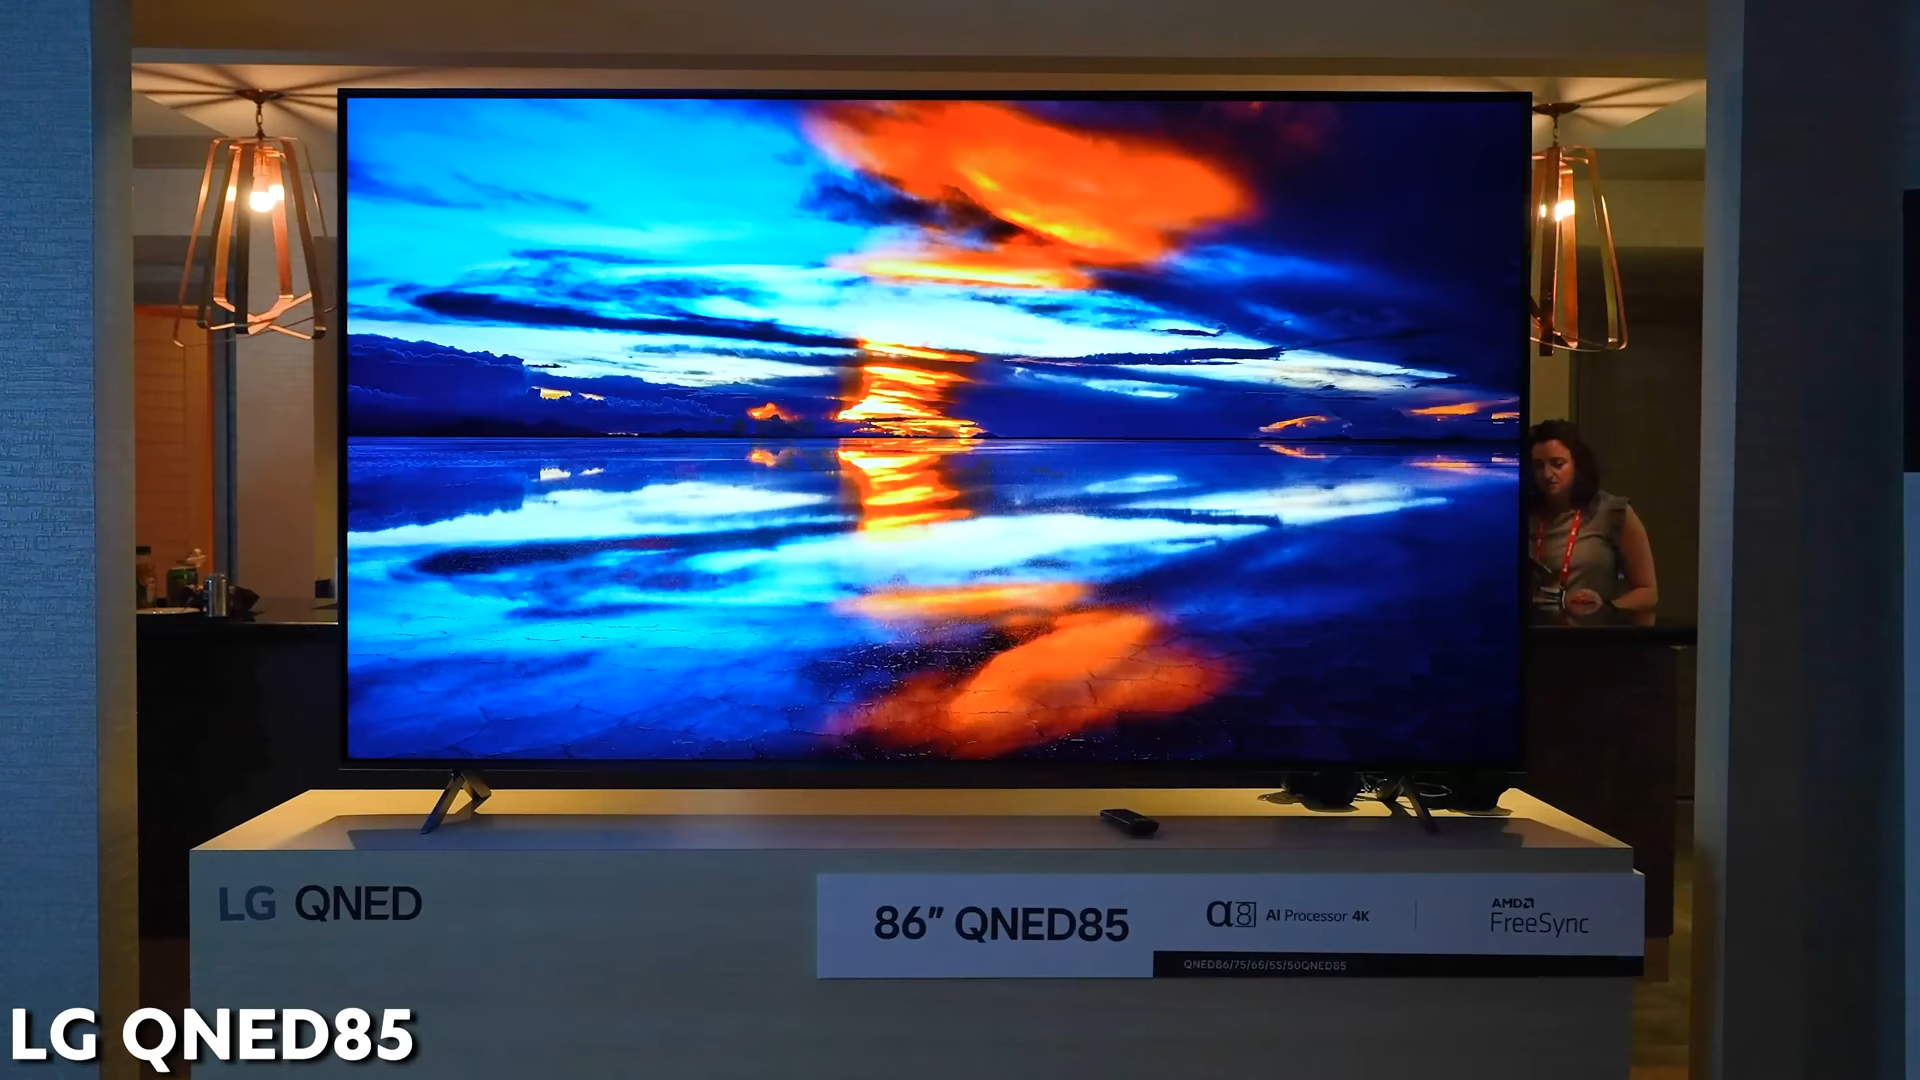 LG QNED
86" QNED85
α8 AI Processor 4K
AMD
FreeSync
QNED86/75/65/55/50QNED85
LG QNED85